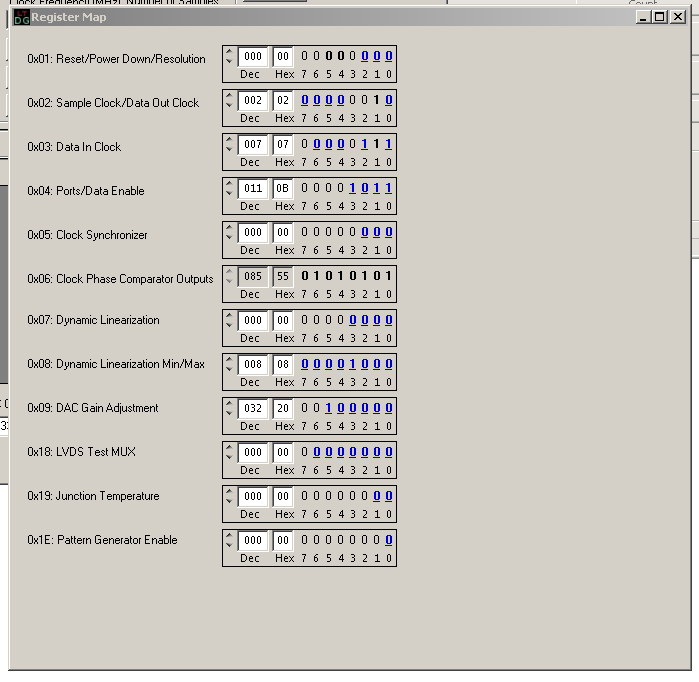 Clock Frequency(MHz) Number of Samples
Count
LT
DG Register Map
0x01: Reset/Power Down/Resolution 000 00 0 0 0 0 0 0 0 0
Dec Hex 7 6 5 4 3 2 1 0
0x02: Sample Clock/Data Out Clock 002 02 0 0 0 0 0 0 1 0
Dec Hex 7 6 5 4 3 2 1 0
0x03: Data In Clock 007 07 0 0 0 0 0 1 1 1
Dec Hex 7 6 5 4 3 2 1 0
0x04: Ports/Data Enable 011 0B 0 0 0 0 1 0 1 1
Dec Hex 7 6 5 4 3 2 1 0
0x05: Clock Synchronizer 000 00 0 0 0 0 0 0 0 0
Dec Hex 7 6 5 4 3 2 1 0
0x06: Clock Phase Comparator Outputs 085 55 0 1 0 1 0 1 0 1
Dec Hex 7 6 5 4 3 2 1 0
0x07: Dynamic Linearization 000 00 0 0 0 0 0 0 0 0
Dec Hex 7 6 5 4 3 2 1 0
0x08: Dynamic Linearization Min/Max 008 08 0 0 0 0 1 0 0 0
Dec Hex 7 6 5 4 3 2 1 0
0x09: DAC Gain Adjustment 032 20 0 0 1 0 0 0 0 0
Dec Hex 7 6 5 4 3 2 1 0
0x18: LVDS Test MUX 000 00 0 0 0 0 0 0 0 0
Dec Hex 7 6 5 4 3 2 1 0
0x19: Junction Temperature 000 00 0 0 0 0 0 0 0 0
Dec Hex 7 6 5 4 3 2 1 0
0x1E: Pattern Generator Enable 000 00 0 0 0 0 0 0 0 0
Dec Hex 7 6 5 4 3 2 1 0